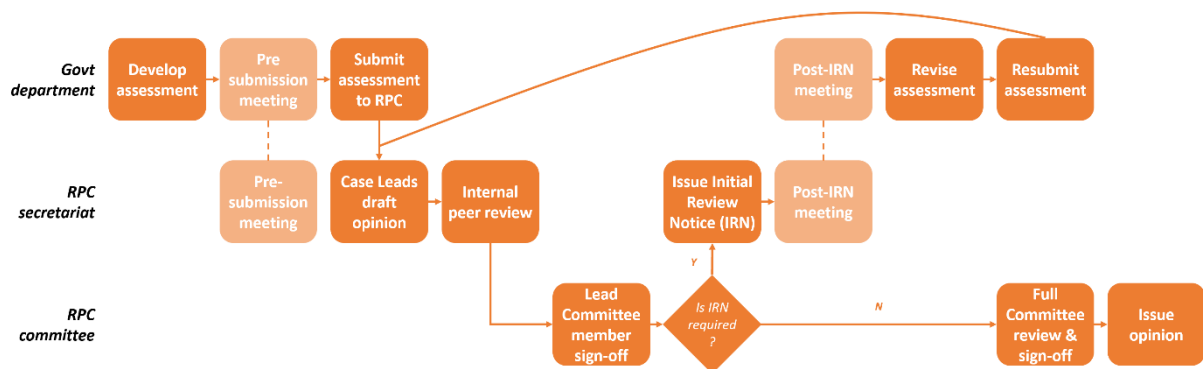 Govt
department
Develop
assessment
Pre
submission
meeting
Submit
assessment
to RPC
Post-IRN
meeting
Revise
assessment
Resubmit
assessment
RPC
secretariat
Pre-
submission
meeting
Case Leads
draft
opinion
Internal
peer review
Issue Initial
Review
Notice (IRN)
Post-IRN
meeting
Y
RPC
committee
Lead
Committee
member
sign-off
Is IRN
required
?
N
Full
Committee
review &
sign-off
Issue
opinion